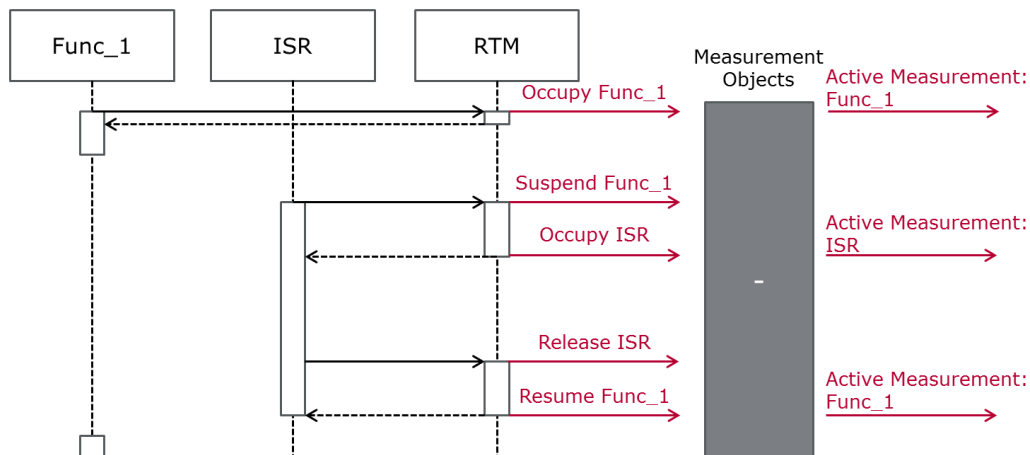 Func_1
ISR
RTM
Measurement
Objects
Active Measurement:
Func_1
Occupy Func_1
Suspend Func_1
Occupy ISR
Active Measurement:
ISR
-
Release ISR
Resume Func_1
Active Measurement:
Func_1